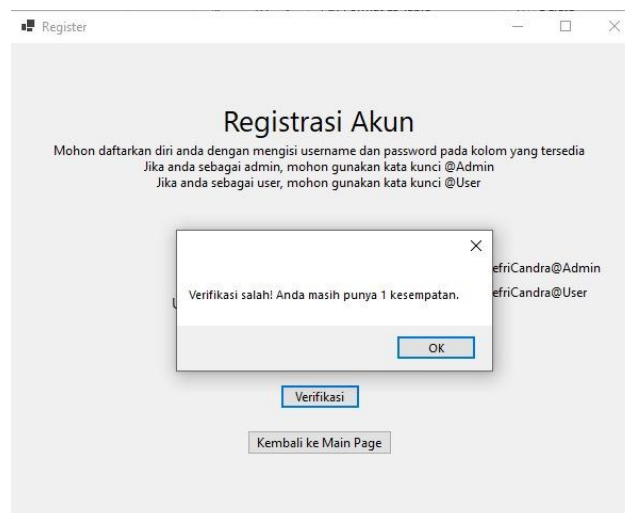 Register
Registrasi Akun
Mohon daftarkan diri anda dengan mengisi username dan password pada kolom yang tersedia
Jika anda sebagai admin, mohon gunakan kata kunci @Admin
Jika anda sebagai user, mohon gunakan kata kunci @User
efriCandra@Admin
efriCandra@User
Verifikasi salah! Anda masih punya 1 kesempatan.
OK
Verifikasi
Kembali ke Main Page